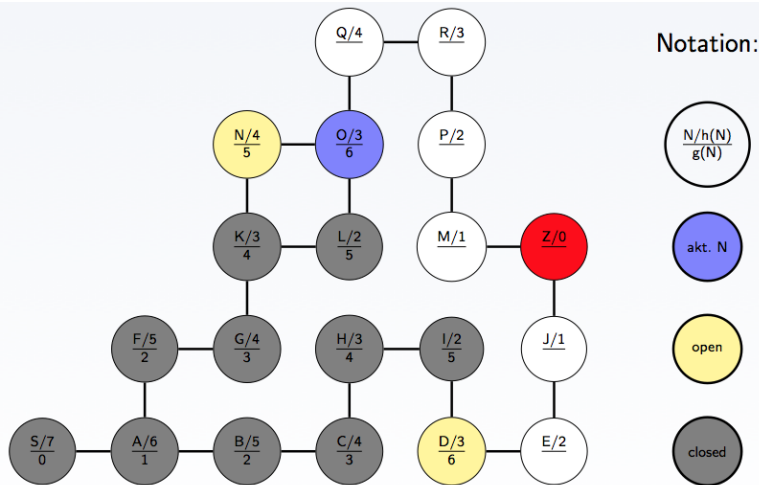 Q/4
R/3
Notation:
N/4
5
O/3
6
P/2
N/h(N)
g(N)
K/3
4
L/2
5
M/1
Z/0
akt. N
F/5
2
G/4
3
H/3
4
I/2
5
J/1
open
S/7
0
A/6
1
B/5
2
C/4
3
D/3
6
E/2
closed